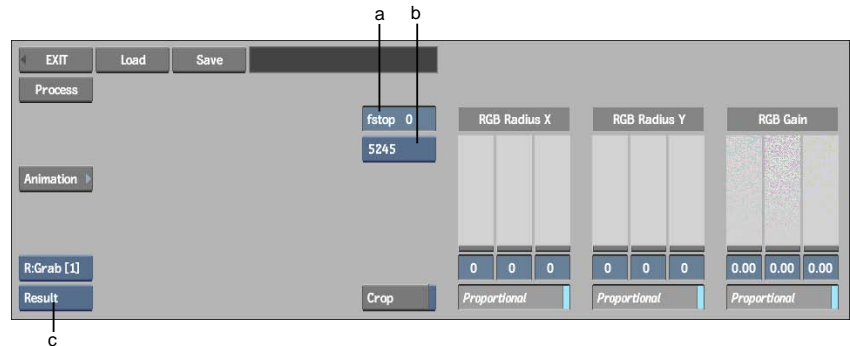 a b
EXIT Load Save
Process
fstop 0 RGB Radius X RGB Radius Y RGB Gain
5245
Animation
R:Grab [1] 0 0 0 0 0 0 0.00 0.00 0.00
Result Crop Proportional Proportional Proportional
c